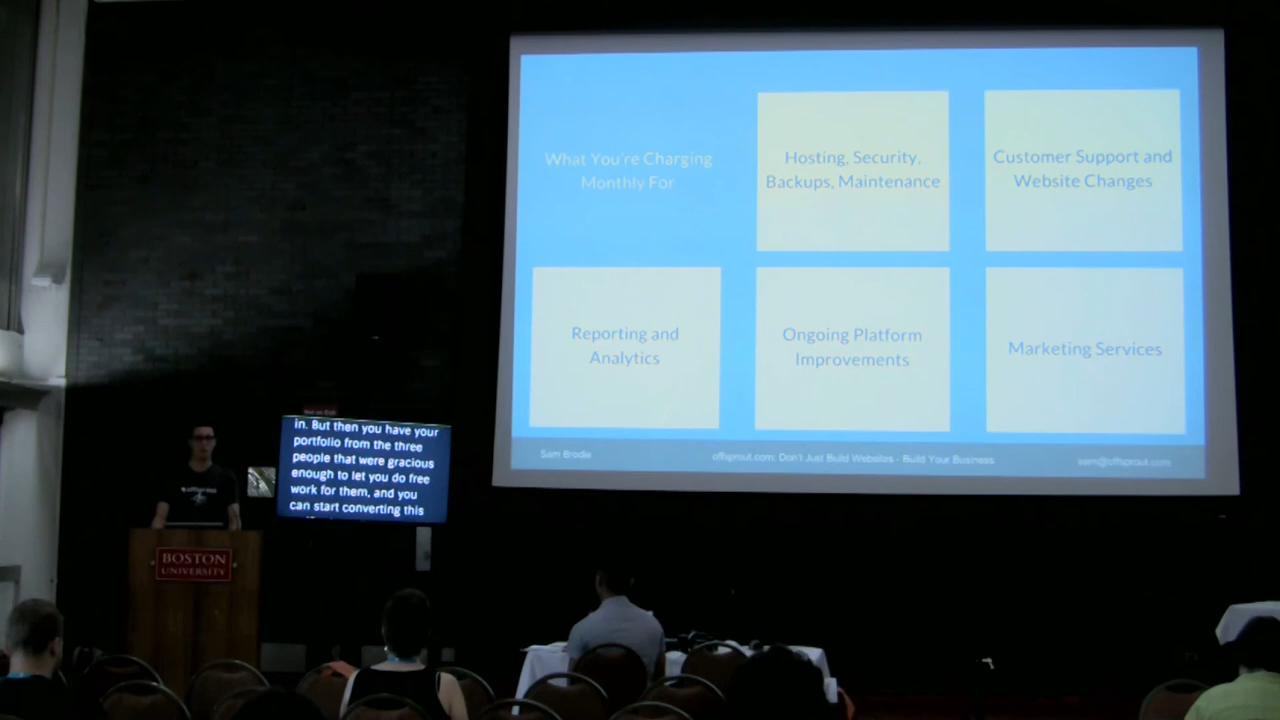 What You're Charging
Monthly For
Hosting, Security,
Backups, Maintenance
Customer Support and
Website Changes
Reporting and
Analytics
Ongoing Platform
Improvements
Marketing Services
Sam Brodie
offsprout.com: Don't Just Build Websites - Build Your Business
sam@offsprout.com
in. But then you have your
portfolio from the three
people that were gracious
enough to let you do free
work for them, and you
can start converting this
BOSTON
UNIVERSITY